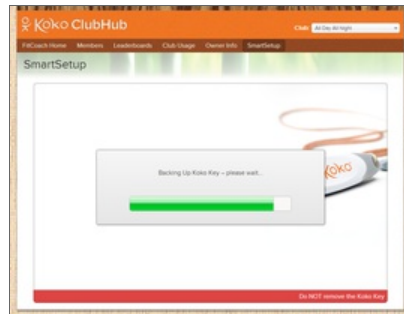 Koko ClubHub
Club: All Day All Night
FitCoach Home Members Leaderboards Club Usage Owner Info SmartSetup
SmartSetup
Backing Up Koko Key – please wait...
Koko
Do NOT remove the Koko Key